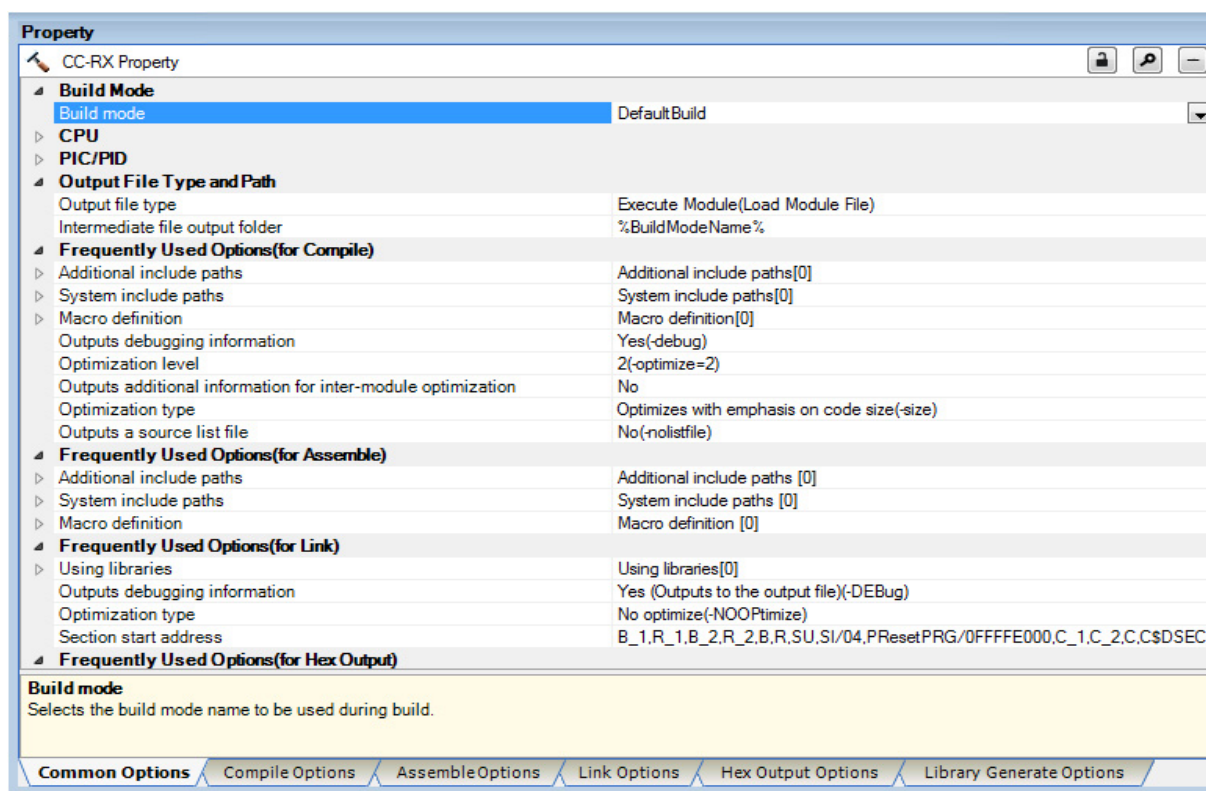 Property
CC-RX Property
Build Mode
Build mode DefaultBuild
CPU
PIC/PID
Output File Type and Path
Output file type Execute Module(Load Module File)
Intermediate file output folder %BuildModeName%
Frequently Used Options(for Compile)
Additional include paths Additional include paths[0]
System include paths System include paths[0]
Macro definition Macro definition[0]
Outputs debugging information Yes(-debug)
Optimization level 2(-optimize=2)
Outputs additional information for inter-module optimization No
Optimization type Optimizes with emphasis on code size(-size)
Outputs a source list file No(-nolistfile)
Frequently Used Options(for Assemble)
Additional include paths Additional include paths [0]
System include paths System include paths [0]
Macro definition Macro definition [0]
Frequently Used Options(for Link)
Using libraries Using libraries[0]
Outputs debugging information Yes (Outputs to the output file)(-DEBug)
Optimization type No optimize(-NOOPtimize)
Section start address B_1,R_1,B_2,R_2,B,R,SU,SI/04,PResetPRG/0FFFFE000,C_1,C_2,C,C$DSEC
Frequently Used Options(for Hex Output)
Build mode
Selects the build mode name to be used during build.
Common Options Compile Options Assemble Options Link Options Hex Output Options Library Generate Options